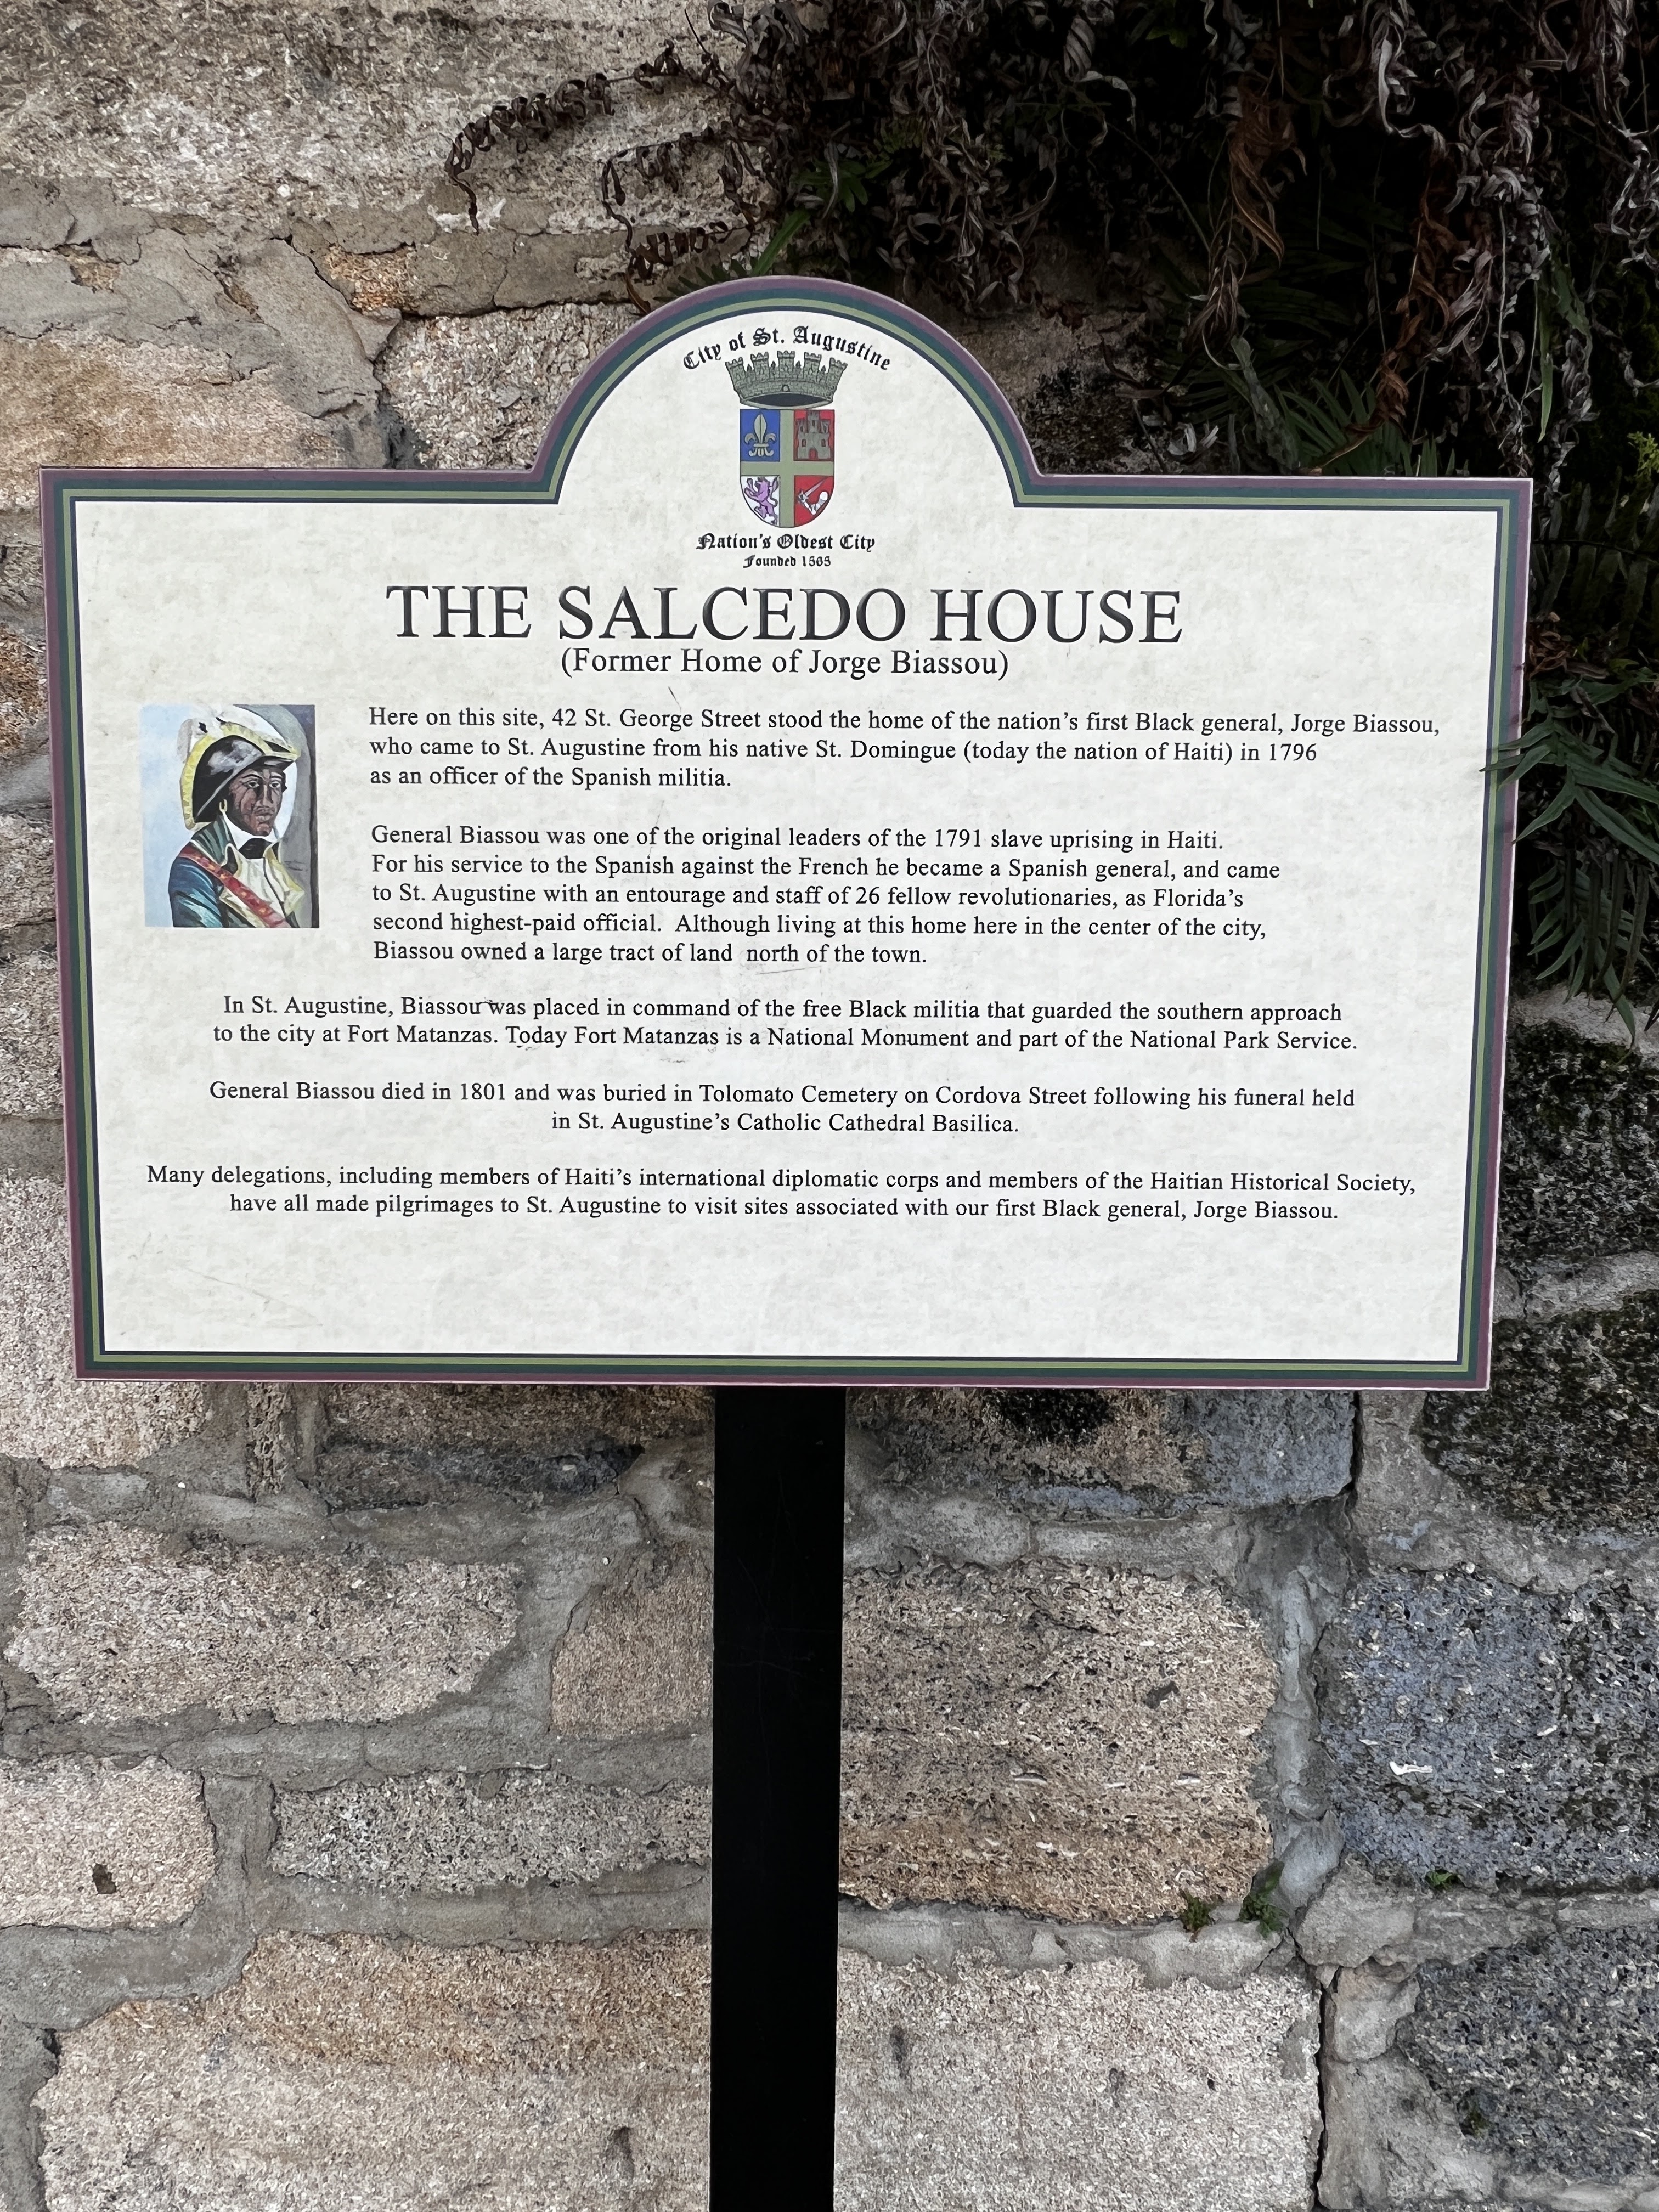 City of St. Augustine
Nation's Oldest City
Founded 1565
THE SALCEDO HOUSE
(Former Home of Jorge Biassou)
Here on this site, 42 St. George Street stood the home of the nation's first Black general, Jorge Biassou,
who came to St. Augustine from his native St. Domingue (today the nation of Haiti) in 1796
as an officer of the Spanish militia.
General Biassou was one of the original leaders of the 1791 slave uprising in Haiti.
For his service to the Spanish against the French he became a Spanish general, and came
to St. Augustine with an entourage and staff of 26 fellow revolutionaries, as Florida's
second highest-paid official. Although living at this home here in the center of the city,
Biassou owned a large tract of land north of the town.
In St. Augustine, Biassou was placed in command of the free Black militia that guarded the southern approach
to the city at Fort Matanzas. Today Fort Matanzas is a National Monument and part of the National Park Service.
General Biassou died in 1801 and was buried in Tolomato Cemetery on Cordova Street following his funeral held
in St. Augustine's Catholic Cathedral Basilica.
Many delegations, including members of Haiti's international diplomatic corps and members of the Haitian Historical Society,
have all made pilgrimages to St. Augustine to visit sites associated with our first Black general, Jorge Biassou.